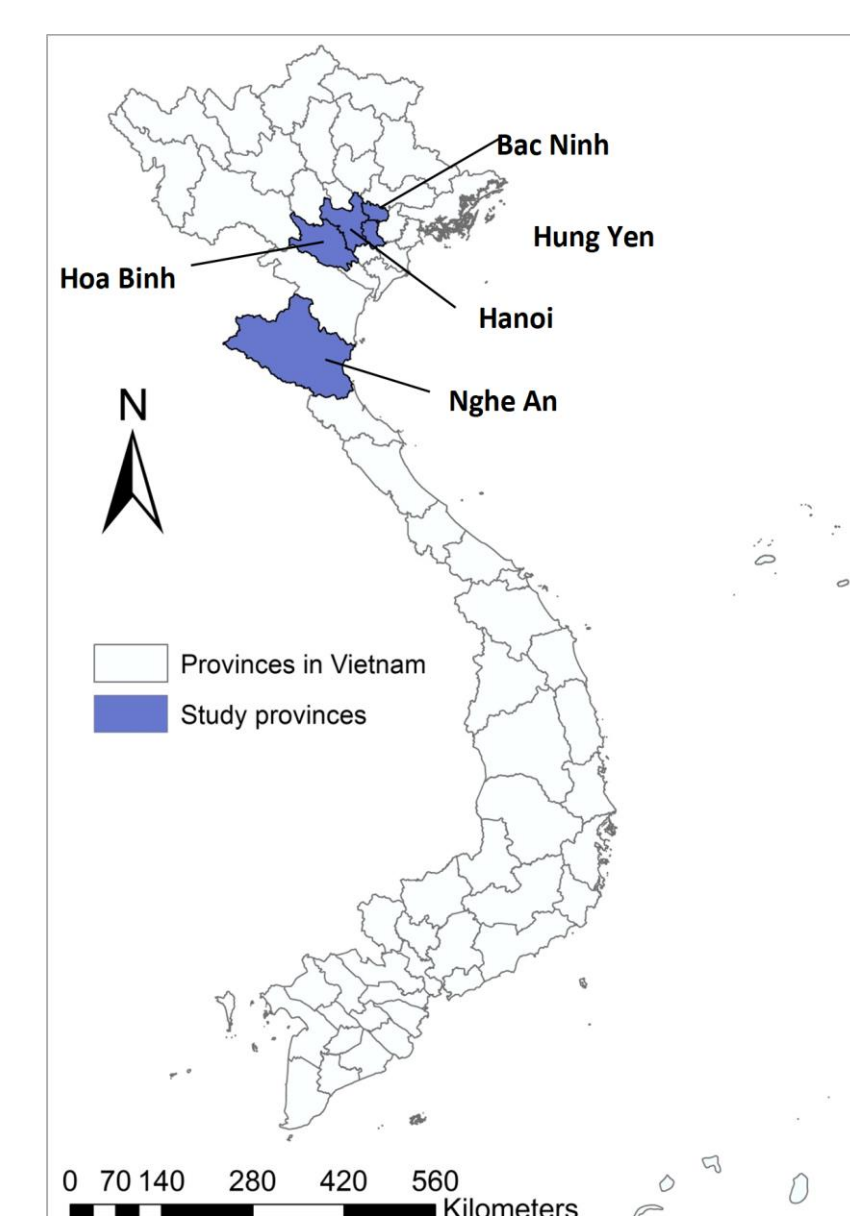 Bac Ninh
Hung Yen
Hoa Binh
Hanoi
Nghe An
N
Provinces in Vietnam
Study provinces
0 70 140 280 420 560
Kilometers